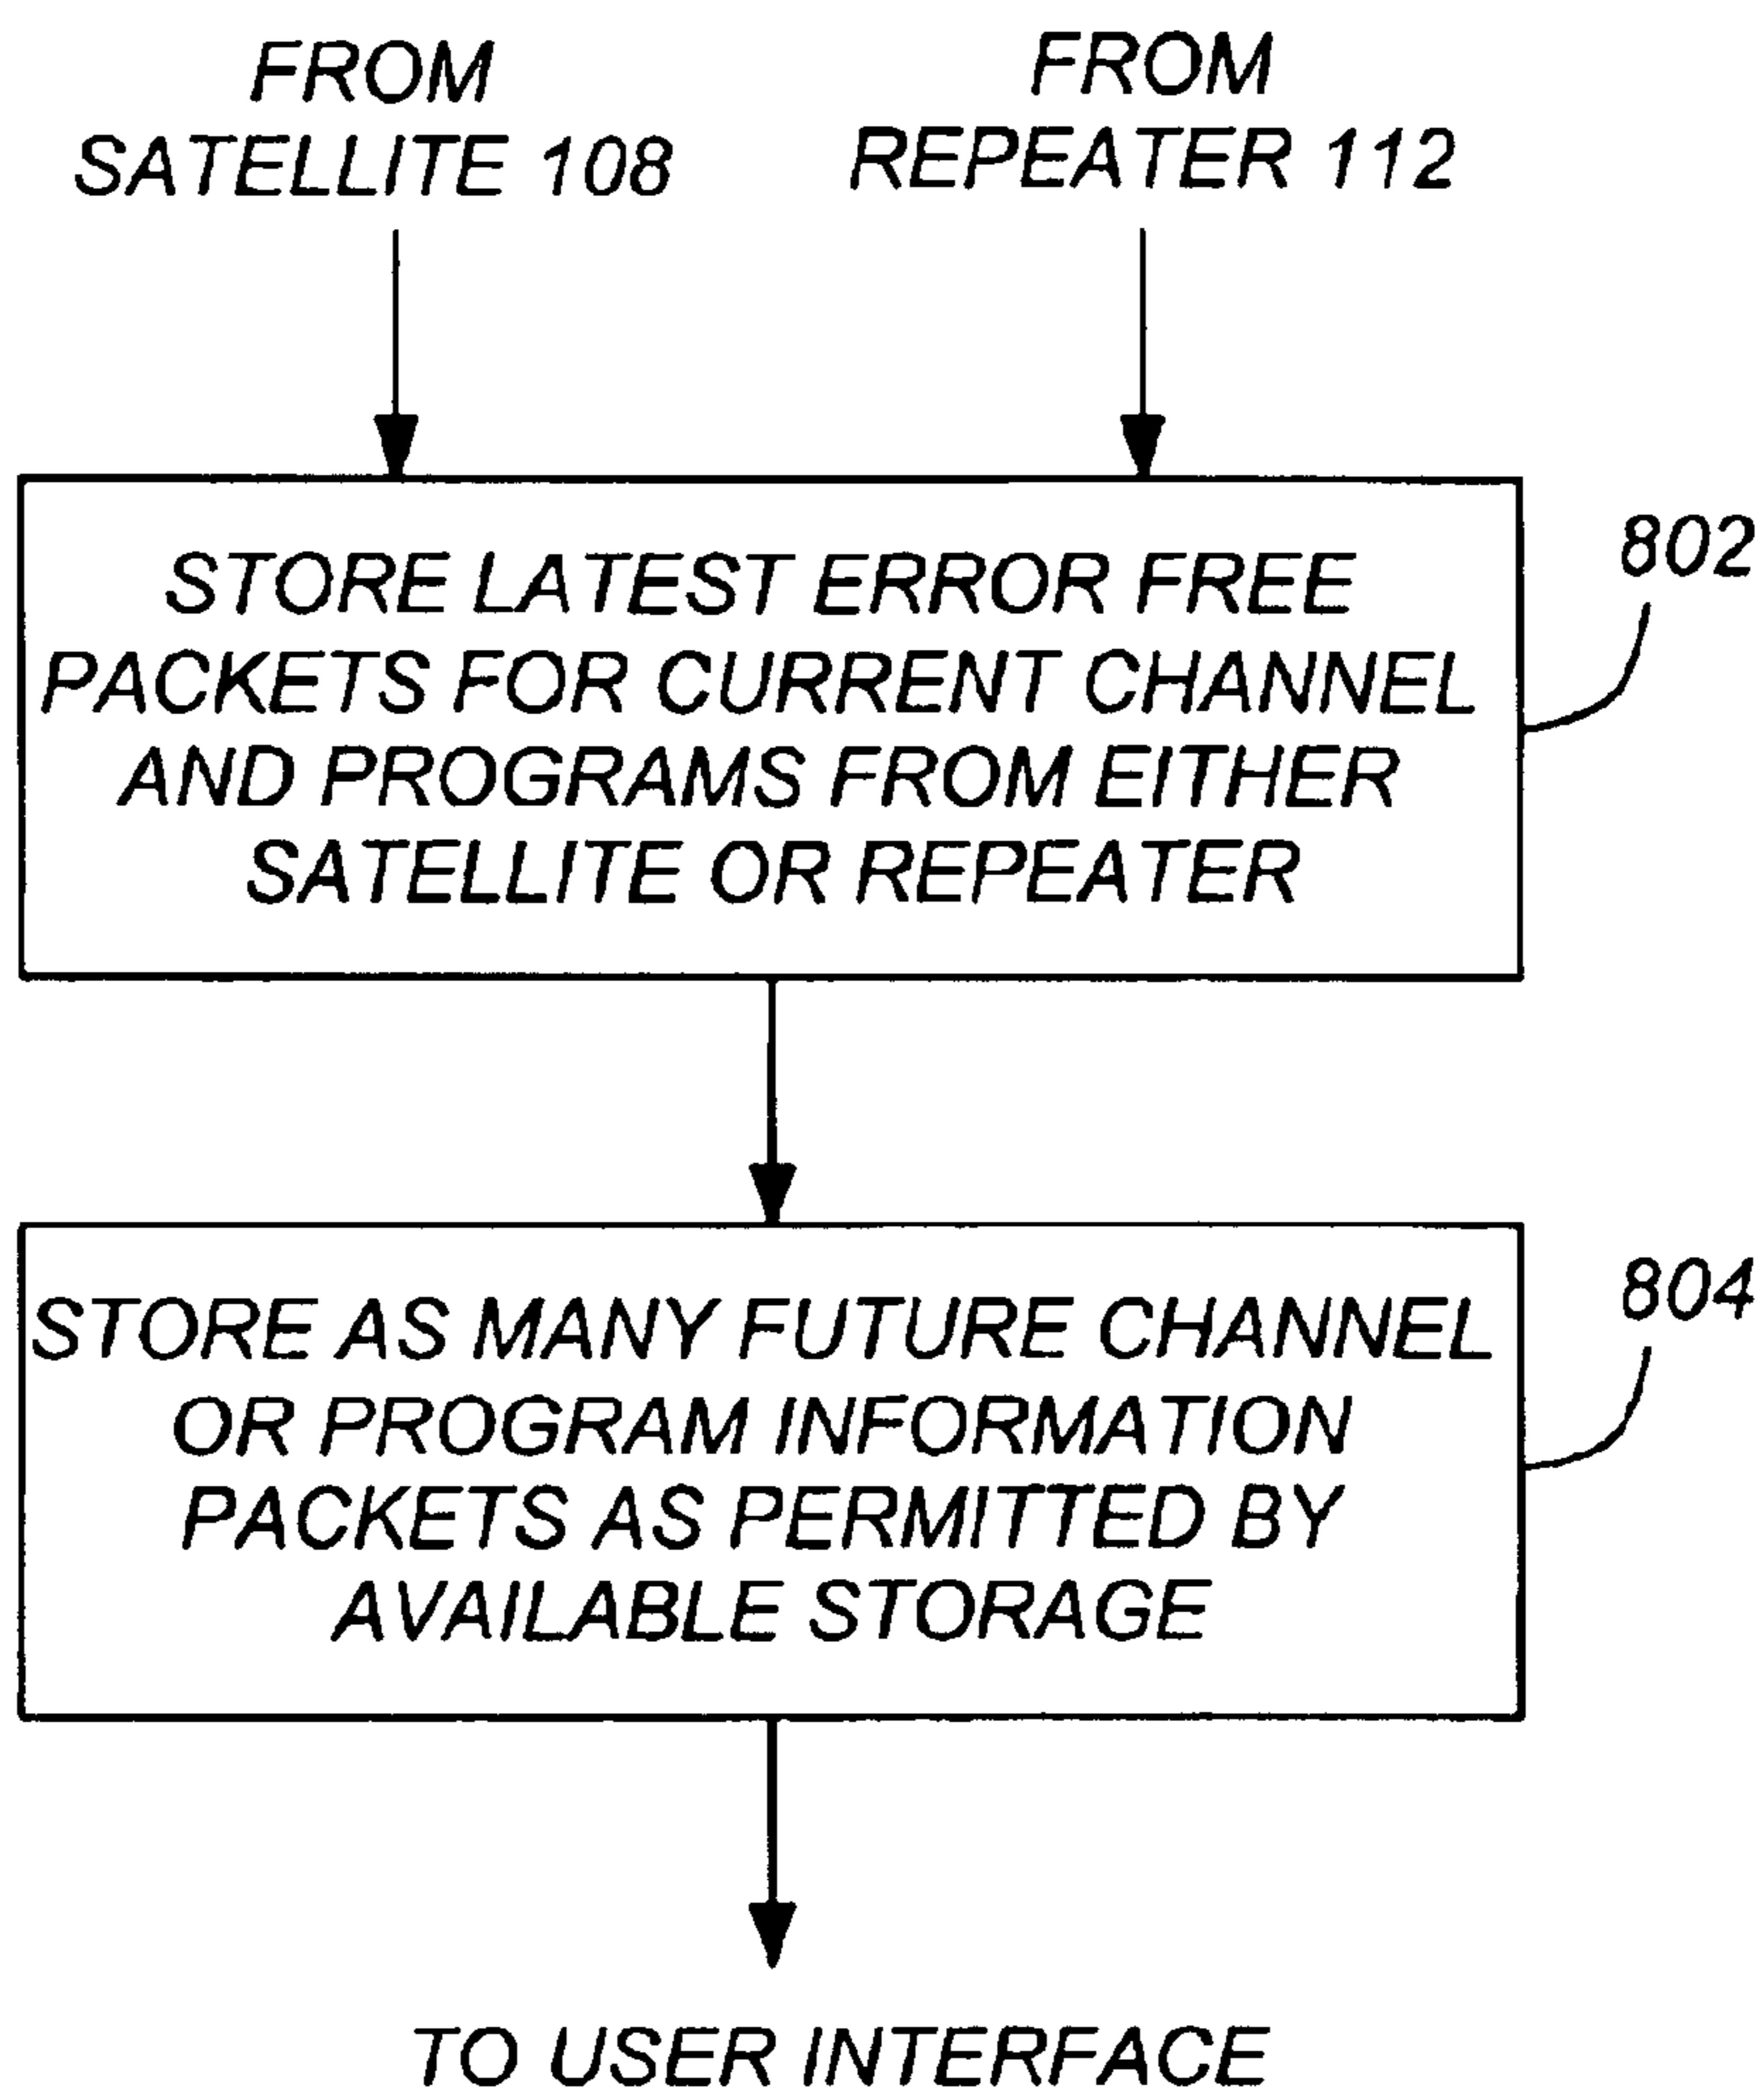 FROM
SATELLITE 108
FROM
REPEATER 112
STORE LATEST ERROR FREE
PACKETS FOR CURRENT CHANNEL
AND PROGRAMS FROM EITHER
SATELLITE OR REPEATER
802
STORE AS MANY FUTURE CHANNEL
OR PROGRAM INFORMATION
PACKETS AS PERMITTED BY
AVAILABLE STORAGE
804
TO USER INTERFACE